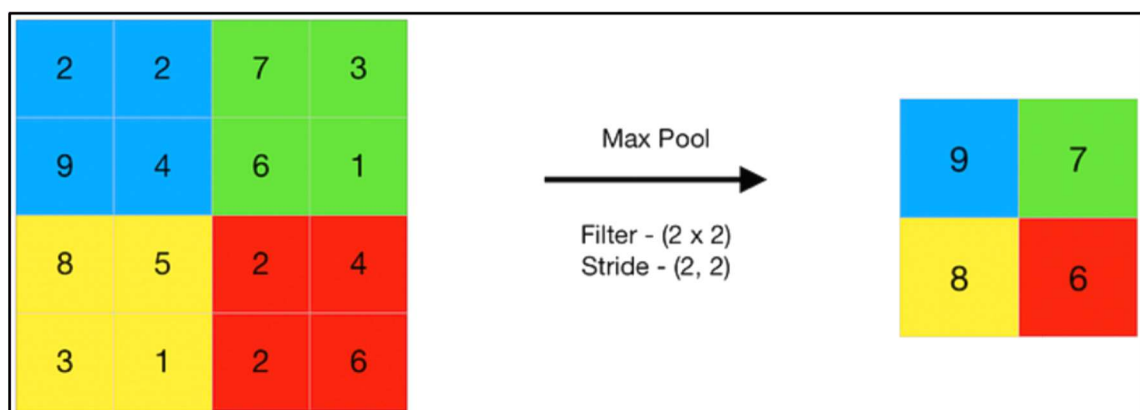 2 2 7 3
9 4 6 1
8 5 2 4
3 1 2 6
Max Pool
Filter - (2 x 2)
Stride - (2, 2)
9 7
8 6